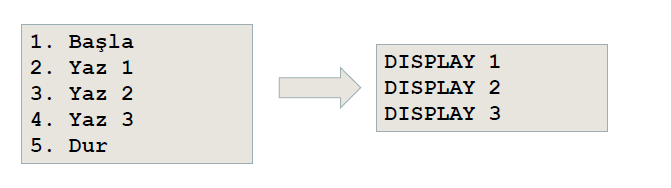 1. Başla
2. Yaz 1
3. Yaz 2
4. Yaz 3
5. Dur
DISPLAY 1
DISPLAY 2
DISPLAY 3